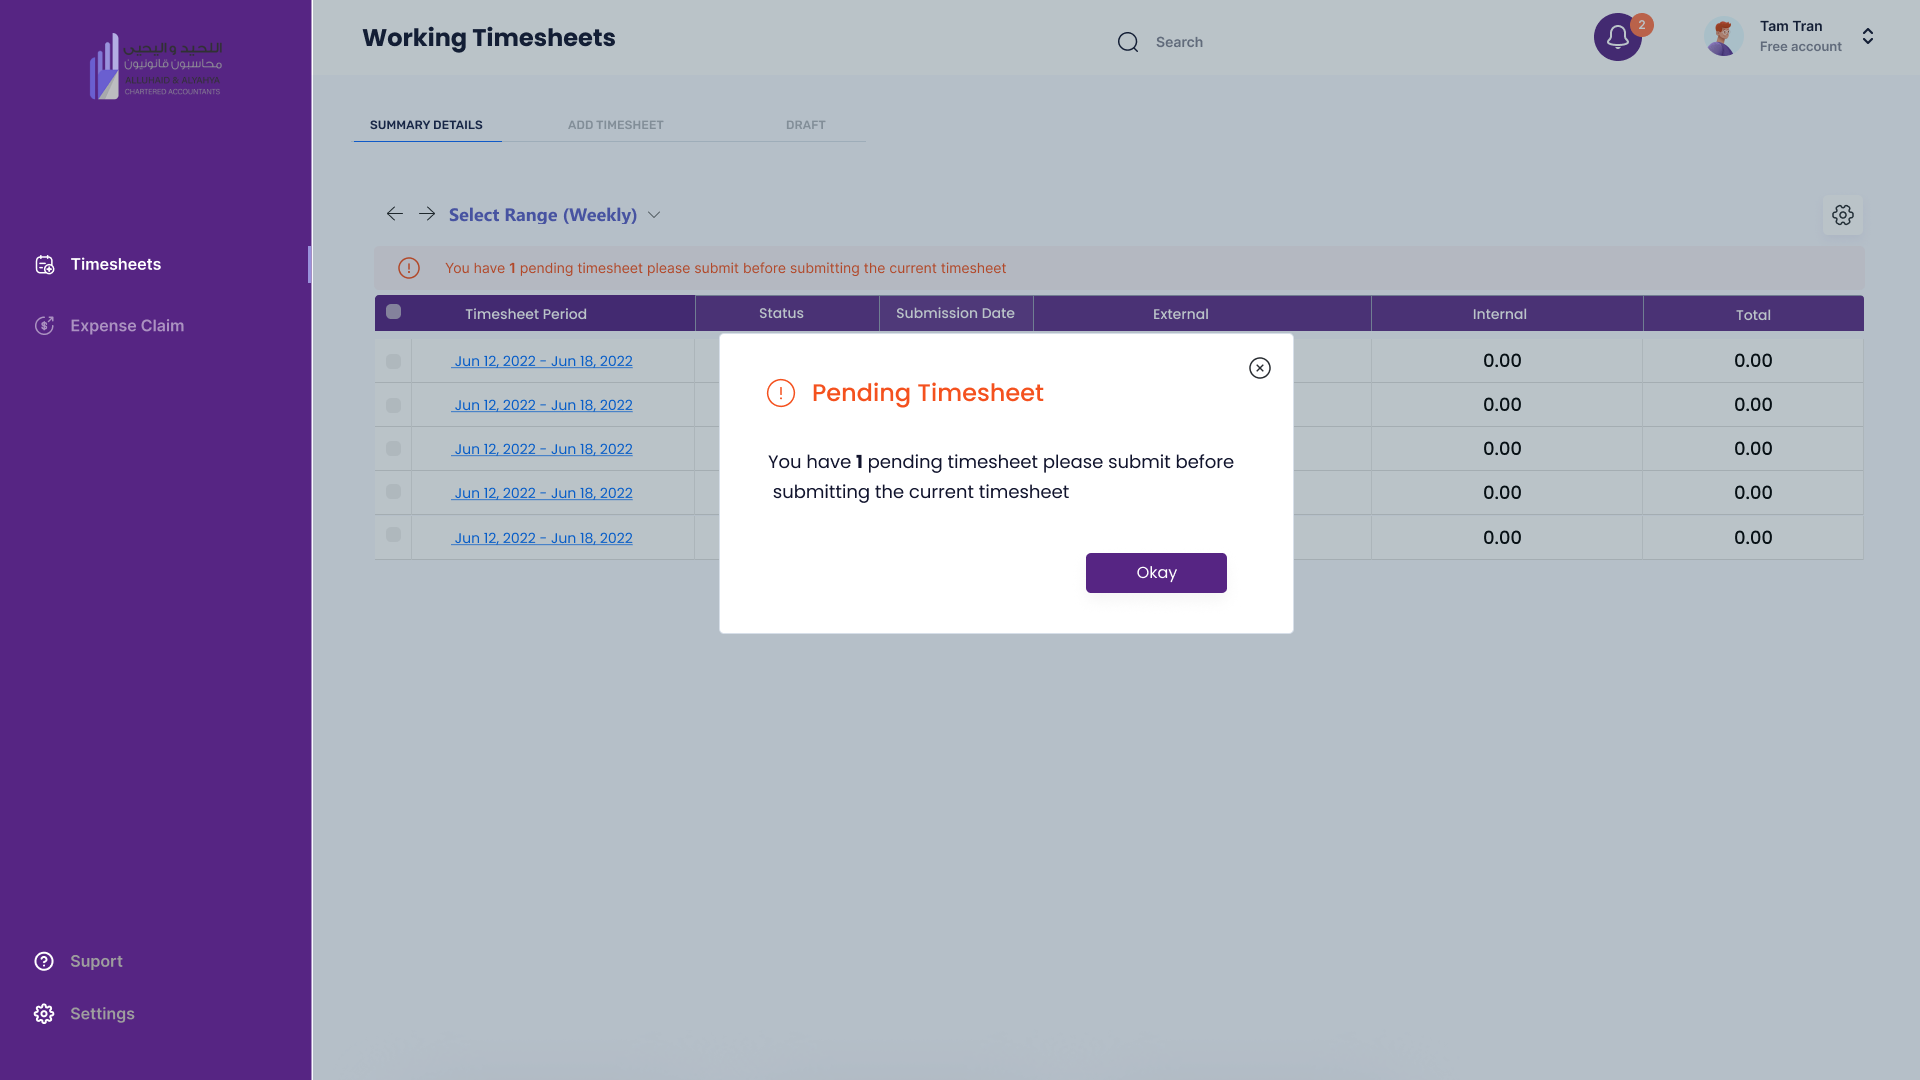 النخيد واليحيى
محاسبون قانونيون
CHARTERED ACCOUNTANTS
Working Timesheets
Search
2
Tam Tran
Free account
SUMMARY DETAILS
ADD TIMESHEET
DRAFT
Select Range (Weekly)
Timesheets
Expense Claim
You have 1 pending timesheet please submit before submitting the current timesheet
Timesheet Period
Status
Submission Date
External
Internal
Total
Jun 12, 2022 - Jun 18, 2022
0.00
0.00
Jun 12, 2022 - Jun 18, 2022
0.00
0.00
Jun 12, 2022 - Jun 18, 2022
0.00
0.00
Jun 12, 2022 - Jun 18, 2022
0.00
0.00
Jun 12, 2022 - Jun 18, 2022
0.00
0.00
Pending Timesheet
You have 1 pending timesheet please submit before
submitting the current timesheet
Okay
Suport
Settings